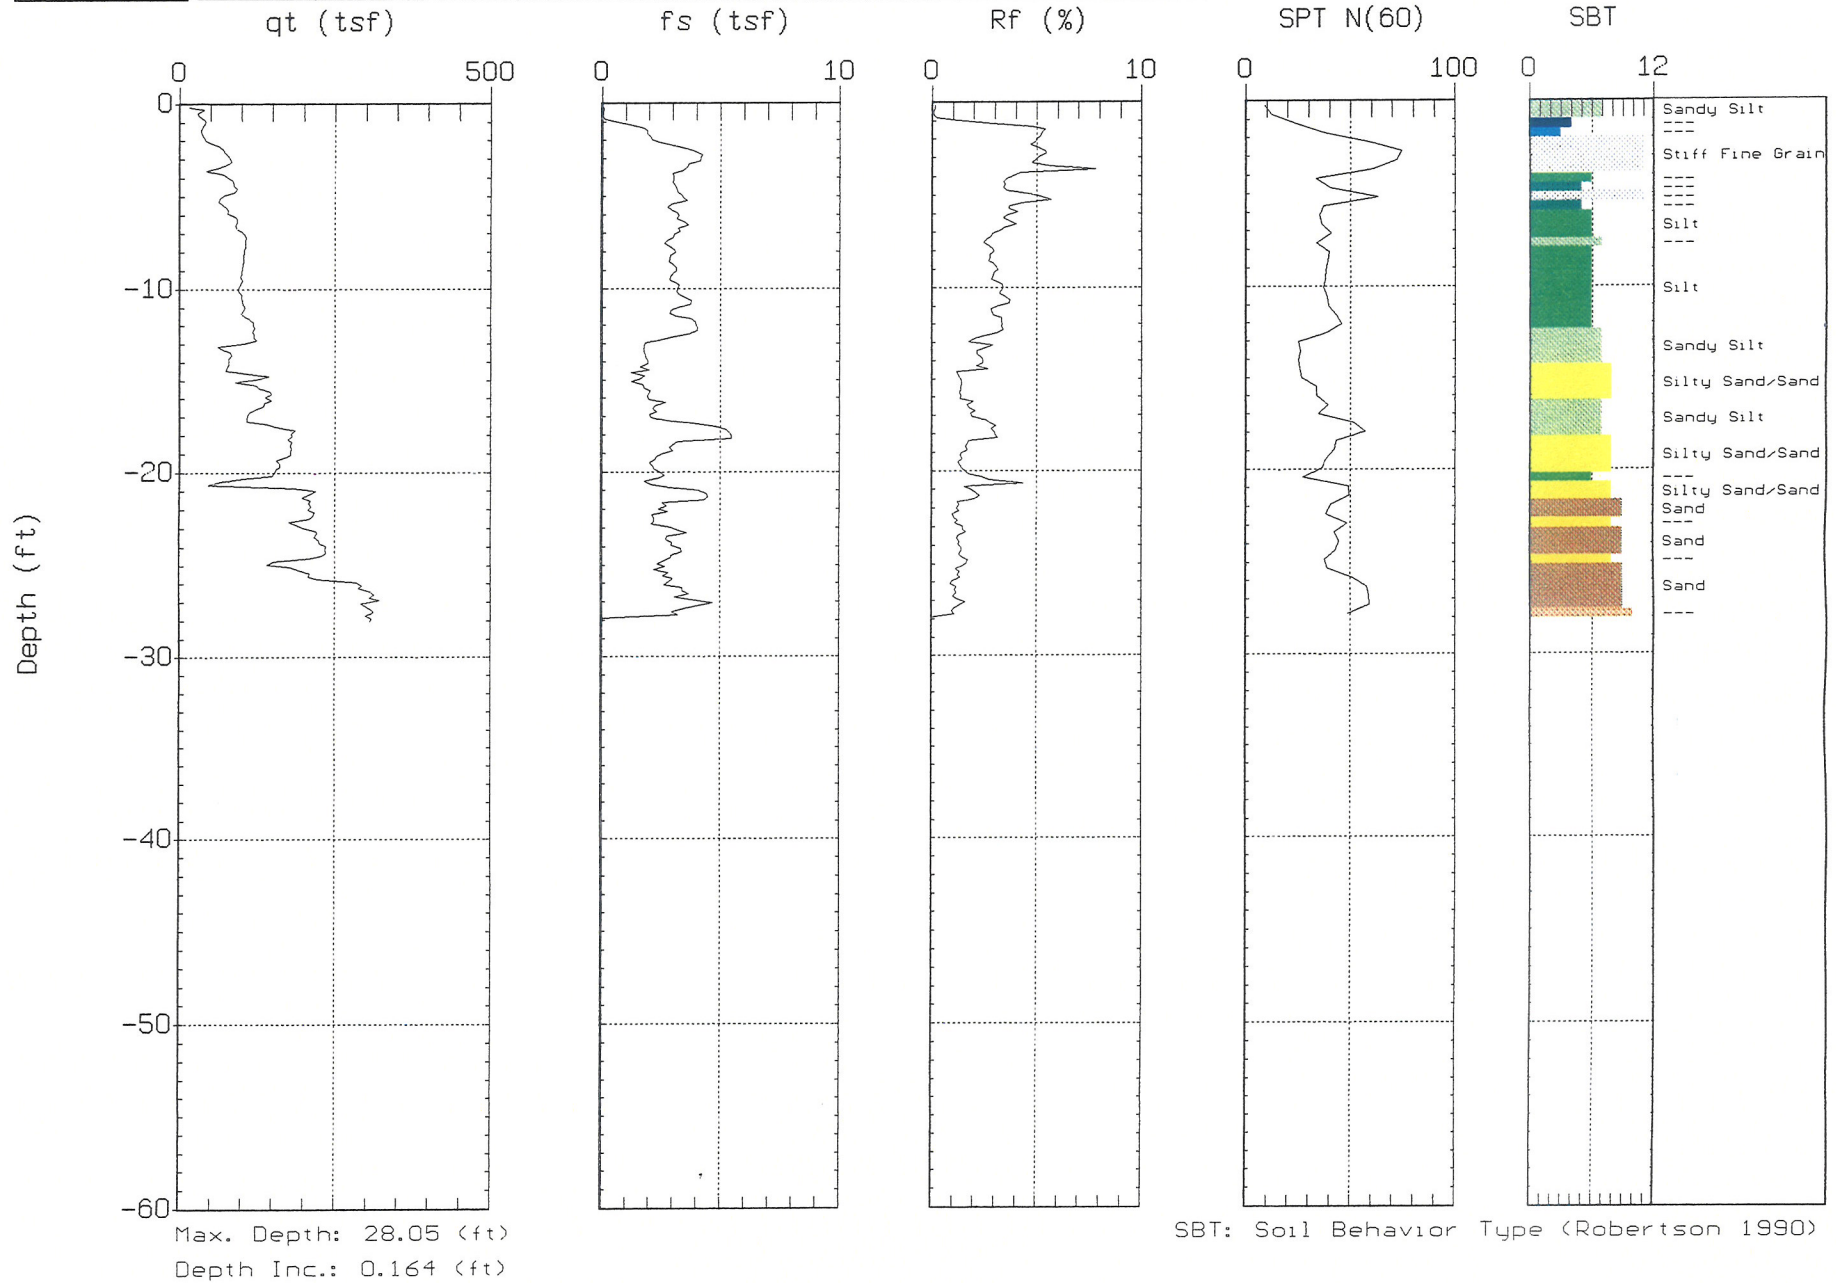 qt (tsf) fs (tsf) Rf (%) SPT N(60) SBT
0 500 0 10 0 10 0 100 0 12
0
-10
-20
-30
-40
-50
-60
Depth (ft)
Sandy Silt
---
---
Stiff Fine Grain
---
---
---
---
Silt
---
Silt
Sandy Silt
Silty Sand/Sand
Sandy Silt
Silty Sand/Sand
---
Silty Sand/Sand
Sand
---
Sand
---
Sand
---
Max. Depth: 28.05 (ft)
Depth Inc.: 0.164 (ft)
SBT: Soil Behavior Type (Robertson 1990)